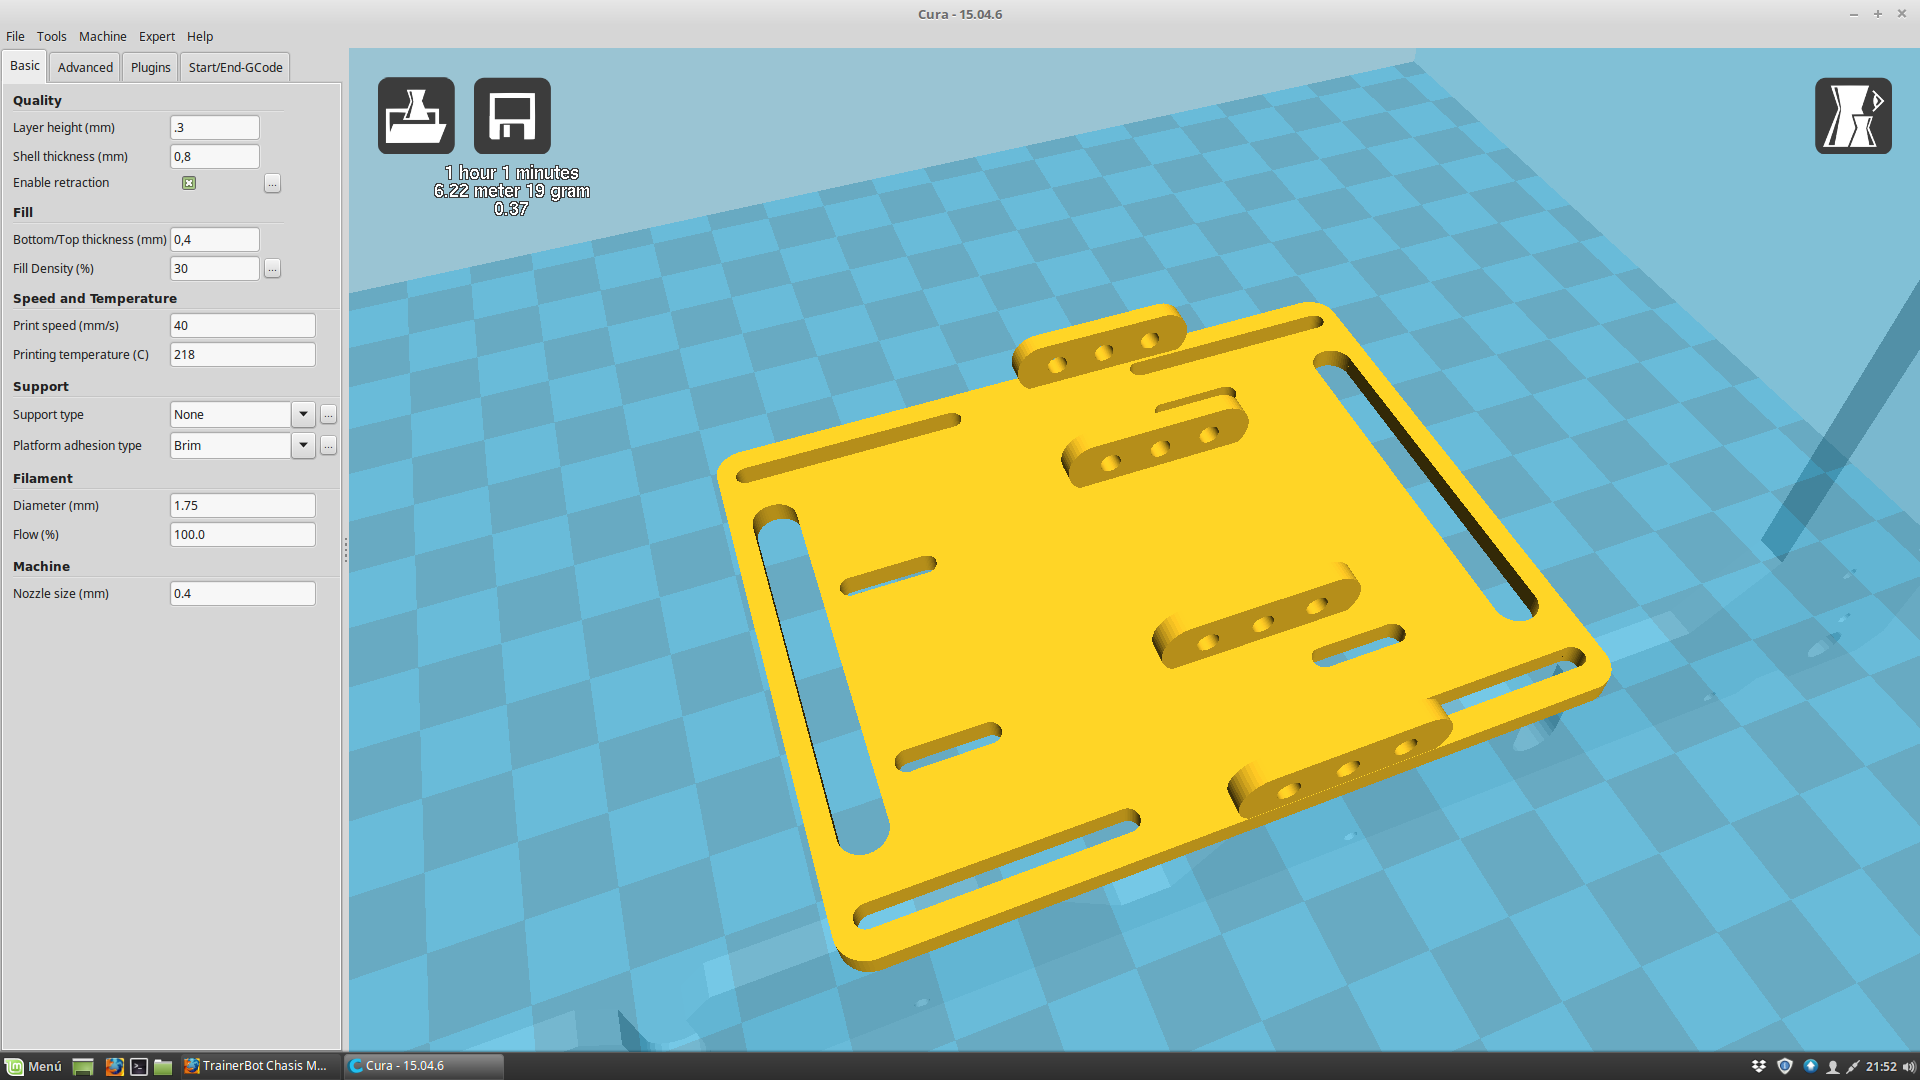 Cura - 15.04.6
File Tools Machine Expert Help
Basic Advanced Plugins Start/End-GCode
Quality
Layer height (mm) .3
Shell thickness (mm) 0,8
Enable retraction ...
Fill
Bottom/Top thickness (mm) 0,4
Fill Density (%) 30 ...
Speed and Temperature
Print speed (mm/s) 40
Printing temperature (C) 218
Support
Support type None ...
Platform adhesion type Brim ...
Filament
Diameter (mm) 1.75
Flow (%) 100.0
Machine
Nozzle size (mm) 0.4
1 hour 1 minutes
6.22 meter 19 gram
0.37
Menú TrainerBot Chasis M... Cura - 15.04.6 21:52